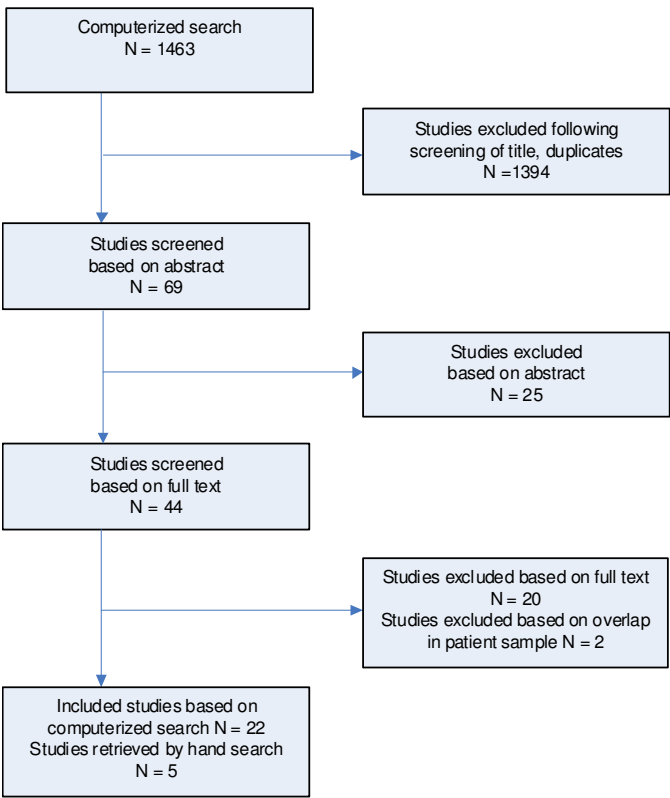 Computerized search
N = 1463
Studies excluded following
screening of title, duplicates
N =1394
Studies screened
based on abstract
N = 69
Studies excluded
based on abstract
N = 25
Studies screened
based on full text
N = 44
Studies excluded based on full text
N = 20
Studies excluded based on overlap
in patient sample N = 2
Included studies based on
computerized search N = 22
Studies retrieved by hand search
N = 5